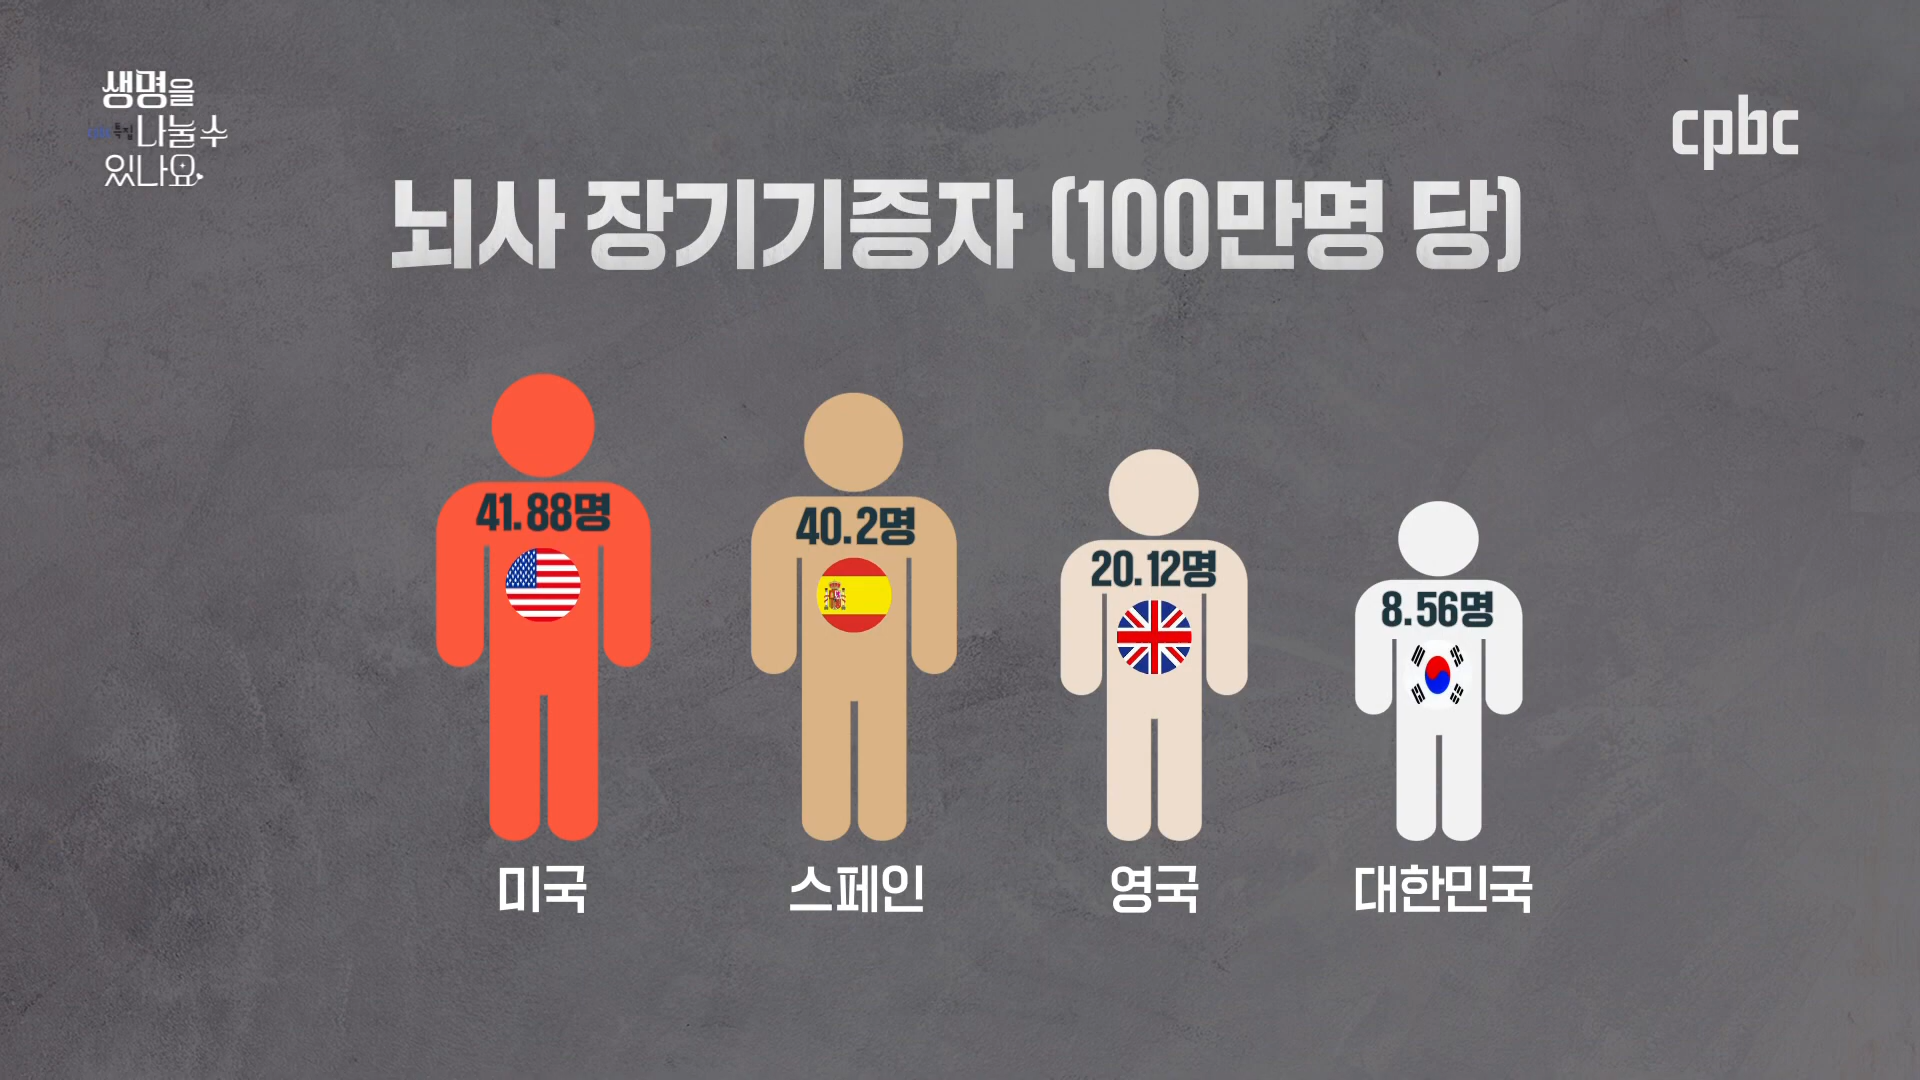 생명을
특집 나눌 수
있나요
cpbc
뇌사 장기기증자 (100만명 당)
41.88명
40.2명
20.12명
8.56명
미국
스페인
영국
대한민국